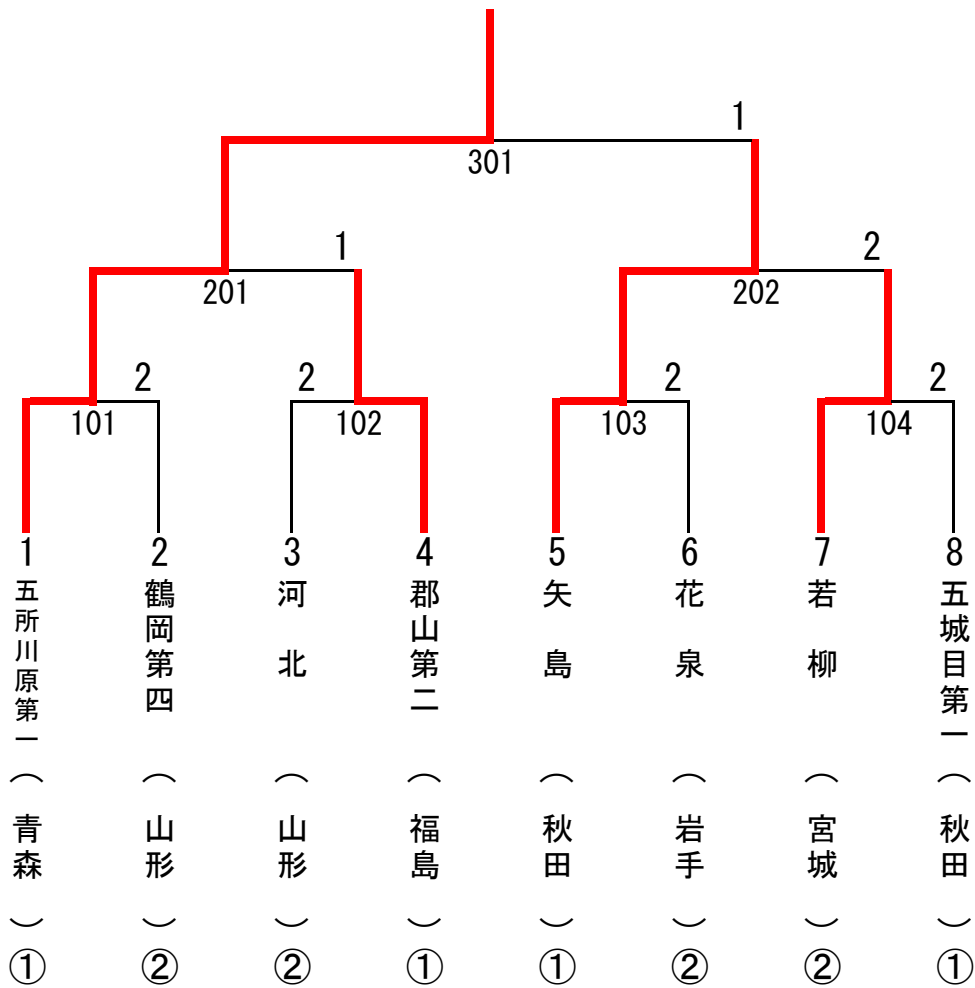 1
301
1
2
201
202
2
2
2
2
101
102
103
104
1
2
3
4
5
6
7
8
五所川原第一
鶴岡第四
河北
郡山第二
矢島
花泉
若柳
五城目第一
（青森）
（山形）
（山形）
（福島）
（秋田）
（岩手）
（宮城）
（秋田）
①
②
②
①
①
②
②
①